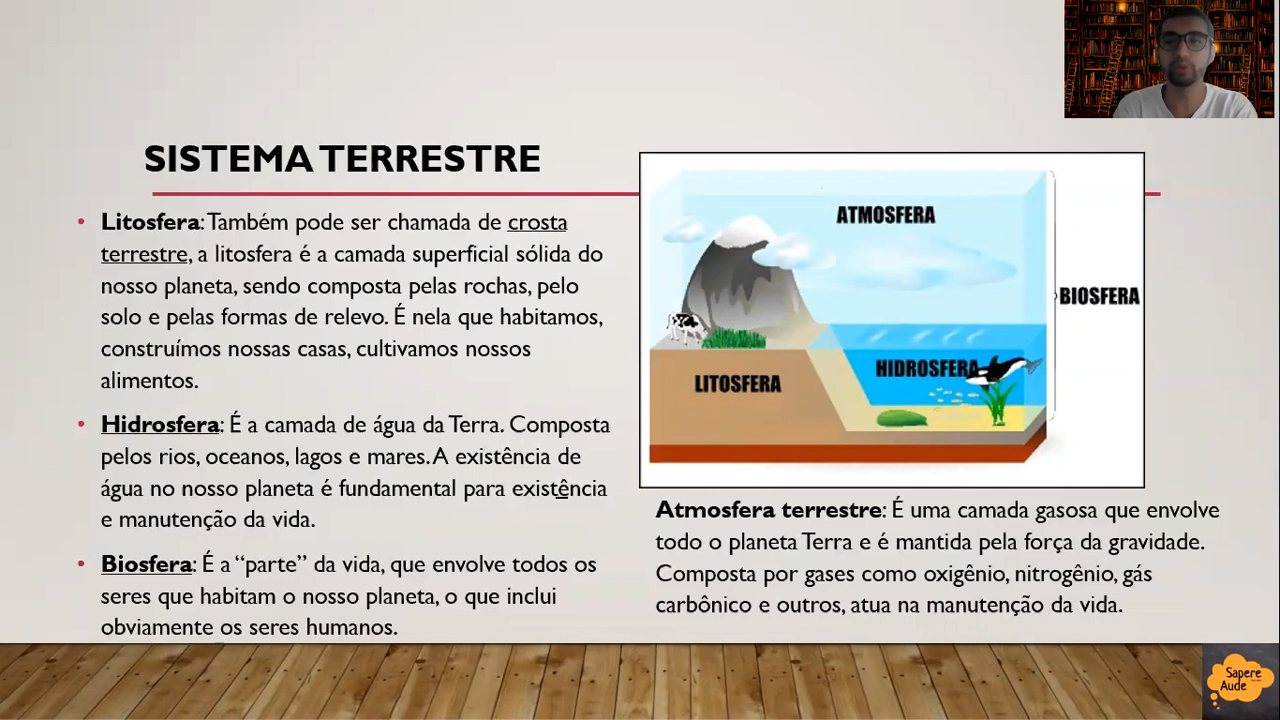 SISTEMA TERRESTRE
Litosfera: Também pode ser chamada de crosta
terrestre, a litosfera é a camada superficial sólida do
nosso planeta, sendo composta pelas rochas, pelo
solo e pelas formas de relevo. É nela que habitamos,
construímos nossas casas, cultivamos nossos
alimentos.
Hidrosfera: É a camada de água da Terra. Composta
pelos rios, oceanos, lagos e mares. A existência de
água no nosso planeta é fundamental para existência
e manutenção da vida.
Biosfera: É a “parte” da vida, que envolve todos os
seres que habitam o nosso planeta, o que inclui
obviamente os seres humanos.
ATMOSFERA
BIOSFERA
HIDROSFERA
LITOSFERA
Atmosfera terrestre: É uma camada gasosa que envolve
todo o planeta Terra e é mantida pela força da gravidade.
Composta por gases como oxigênio, nitrogênio, gás
carbônico e outros, atua na manutenção da vida.
Sapere
Aude